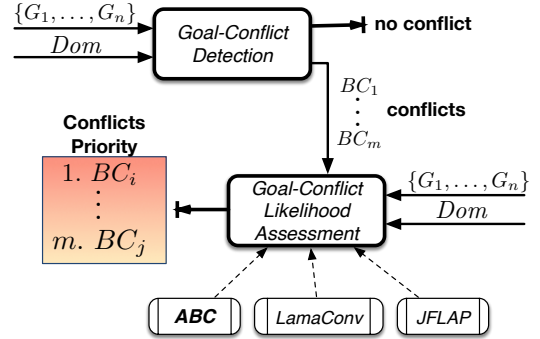 {G₁, . . . , Gₙ}
Dom
Goal-Conflict
Detection
no conflict
BC₁
⋮
BCₘ
conflicts
Conflicts
Priority
1. BCᵢ
⋮
m. BCⱼ
Goal-Conflict
Likelihood
Assessment
{G₁, . . . , Gₙ}
Dom
ABC
LamaConv
JFLAP